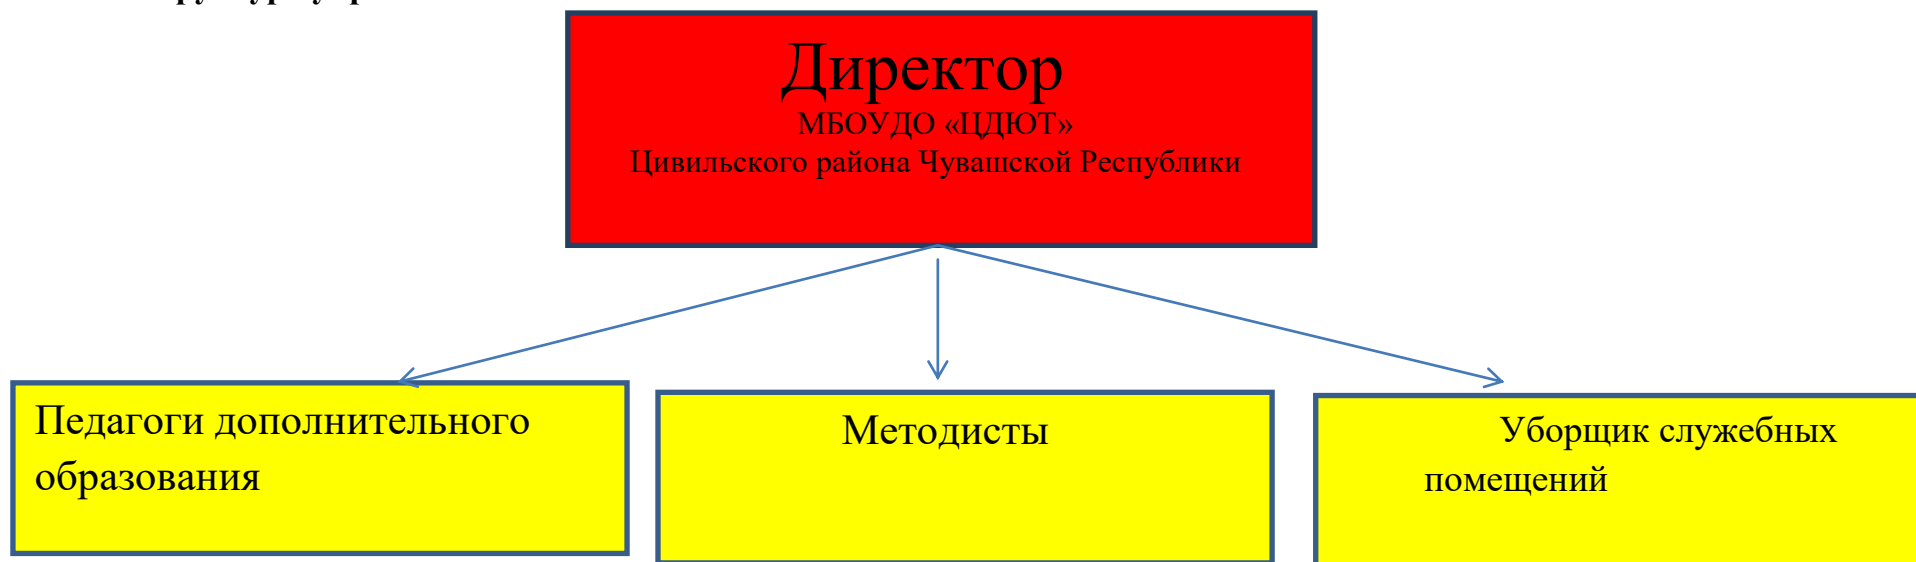 Директор
МБОУДО «ЦДЮТ»
Цивильского района Чувашской Республики
Педагоги дополнительного
образования
Методисты
Уборщик служебных
помещений